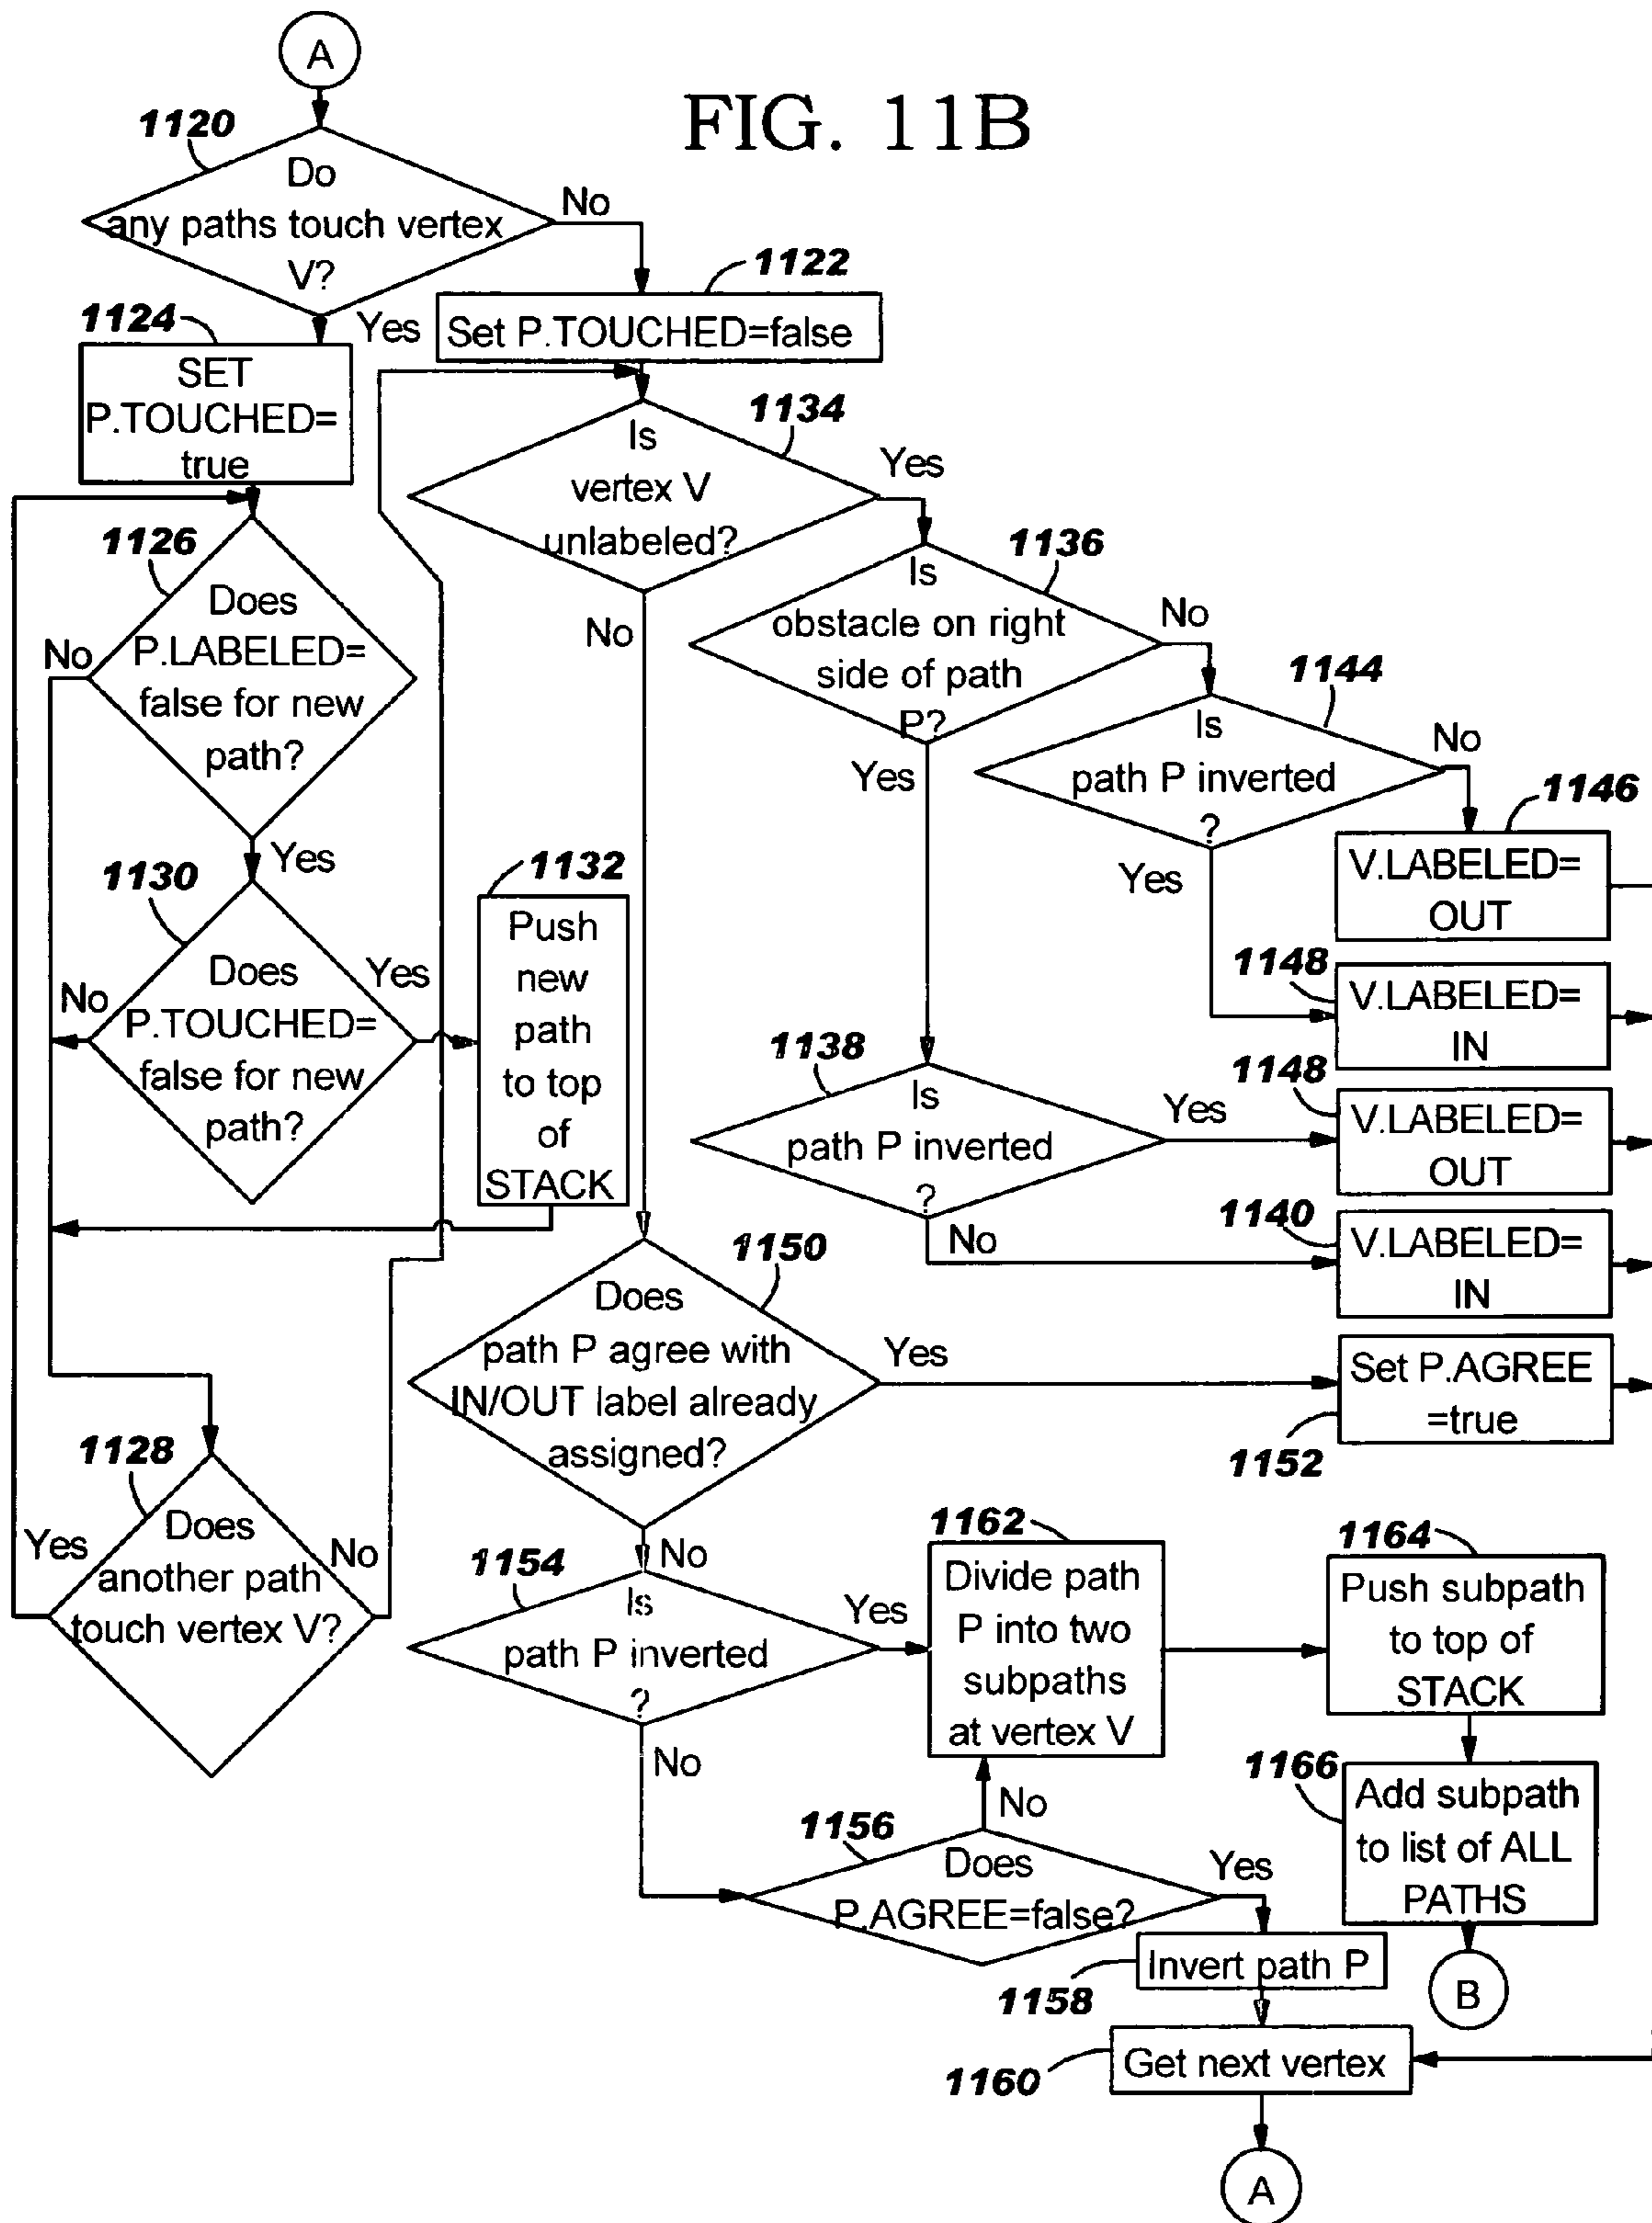 A
FIG. 11B
1120
Do
any paths touch vertex
V?
No
1122
Set P.TOUCHED=false
1124
Yes
SET
P.TOUCHED=
true
1134
Is
vertex V
unlabeled?
Yes
No
1126
Does
P.LABELED=
false for new
path?
No
Yes
1136
Is
obstacle on right
side of path
P?
No
Yes
1144
Is
path P inverted
?
No
Yes
1146
V.LABELED=
OUT
1130
Does
P.TOUCHED=
false for new
path?
No
Yes
1132
Push
new
path
to top
of
STACK
1148
V.LABELED=
IN
1138
Is
path P inverted
?
Yes
No
1148
V.LABELED=
OUT
1140
V.LABELED=
IN
1150
Does
path P agree with
IN/OUT label already
assigned?
Yes
No
Set P.AGREE
=true
1152
1128
Does
another path
touch vertex V?
Yes
No
1154
Is
path P inverted
?
Yes
No
1162
Divide path
P into two
subpaths
at vertex V
1164
Push subpath
to top of
STACK
1166
Add subpath
to list of ALL
PATHS
B
1156
Does
P.AGREE=false?
No
Yes
Invert path P
1158
Get next vertex
1160
A